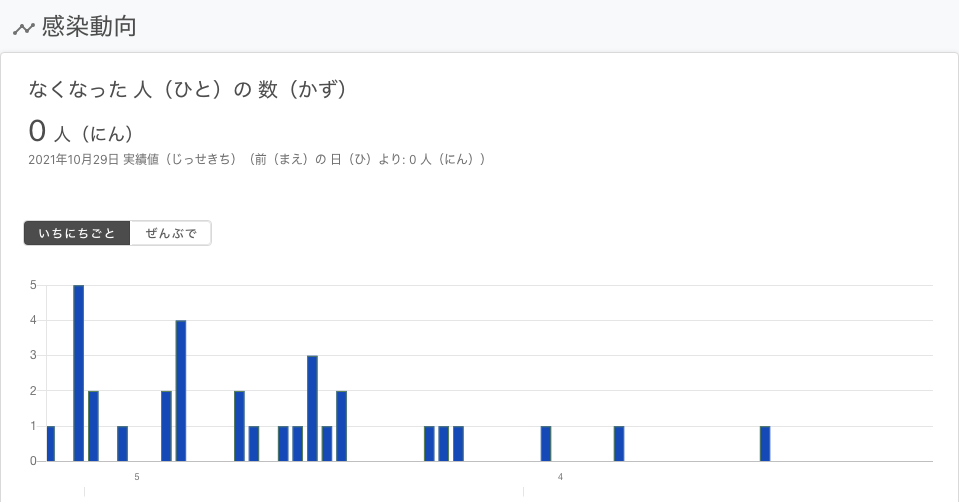 感染動向
なくなった 人（ひと）の 数（かず）
0 人（にん）
2021年10月29日 実績値（じっせきち）（前（まえ）の 日（ひ）より: 0 人（にん））
いちにちごと ぜんぶで
5
4
3
2
1
0
5 4